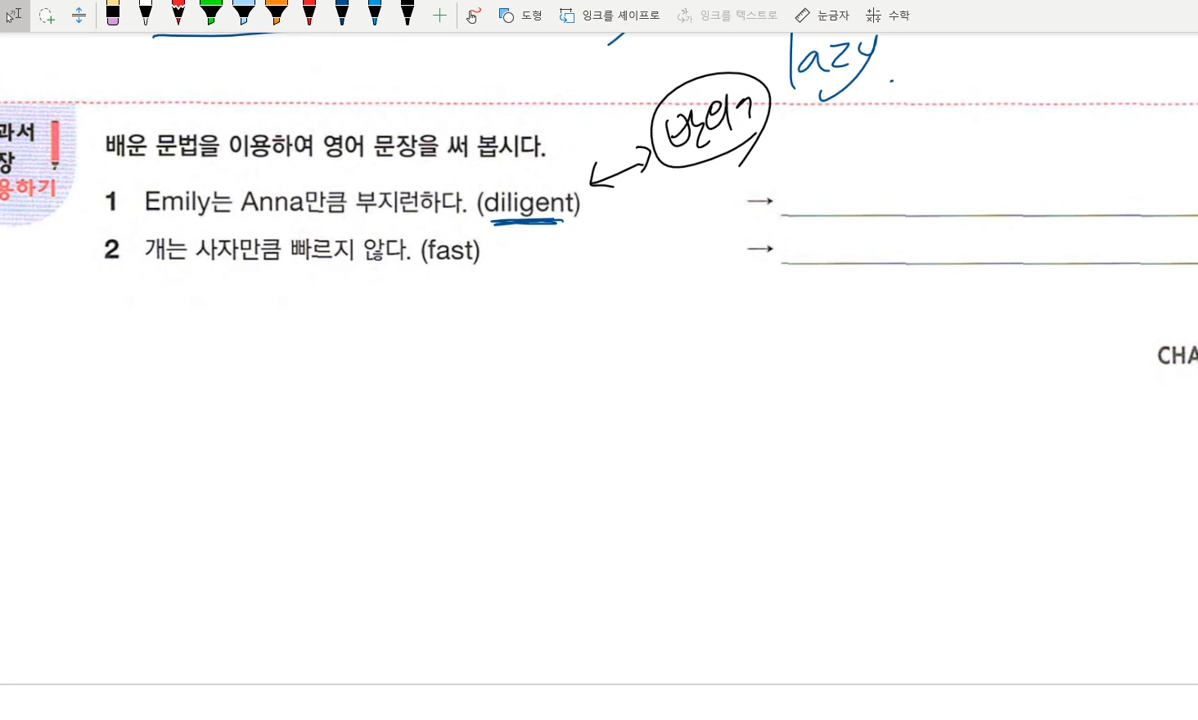 도형 잉크를 셰이프로 잉크를 텍스트로 눈금자 수학
lazy.
반의어
과서
장
용하기
배운 문법을 이용하여 영어 문장을 써 봅시다.
1 Emily는 Anna만큼 부지런하다. (diligent) →
2 개는 사자만큼 빠르지 않다. (fast) →
CHA